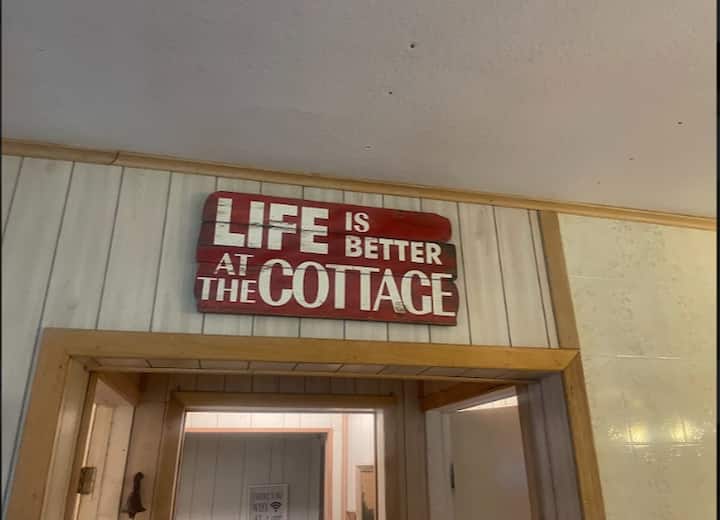 LIFE IS
BETTER
AT
THE COTTAGE